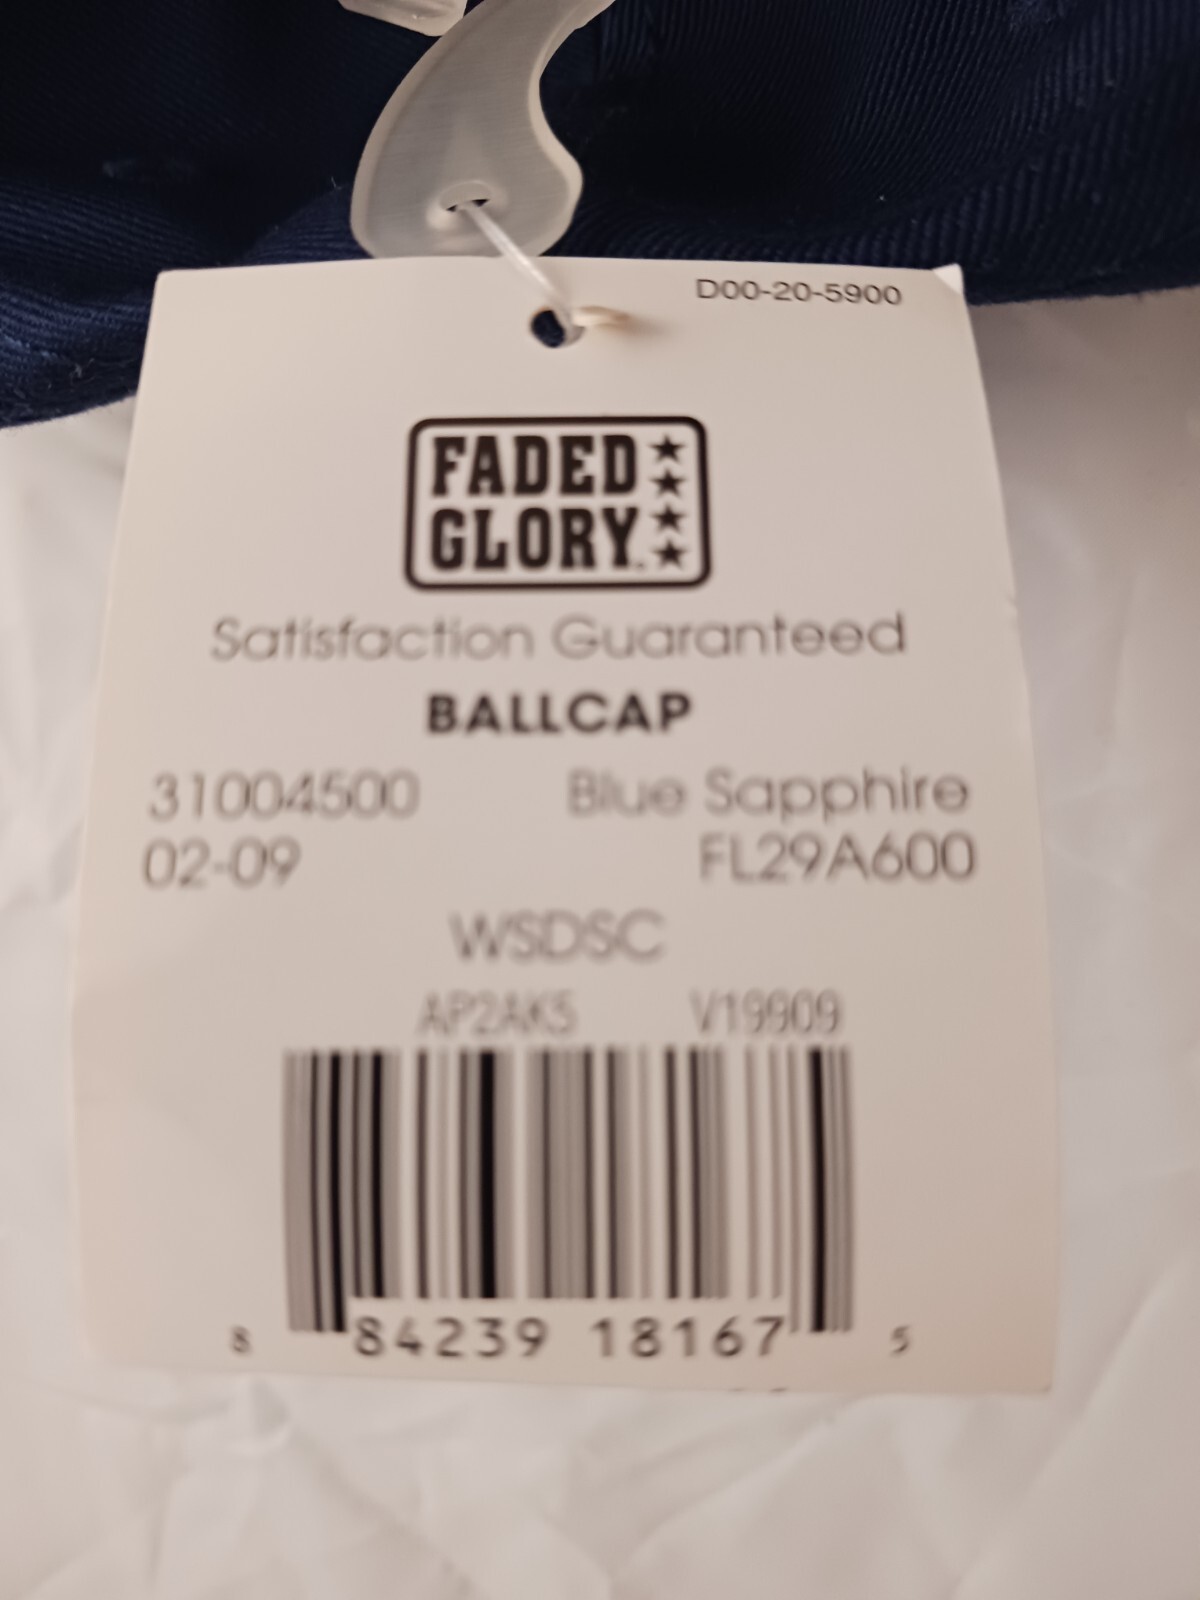 D00-20-5900
FADED
GLORY™
Satisfaction Guaranteed
BALLCAP
31004500 Blue Sapphire
02-09 FL29A600
WSDSC
AP2AK5 V19909
8 84239 18167 5